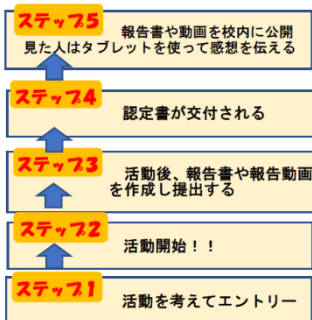 ステップ5
報告書や動画を校内に公開
見た人はタブレットを使って感想を伝える
ステップ4
認定書が交付される
ステップ3
活動後、報告書や報告動画
を作成し提出する
ステップ2
活動開始！！
ステップ1
活動を考えてエントリー